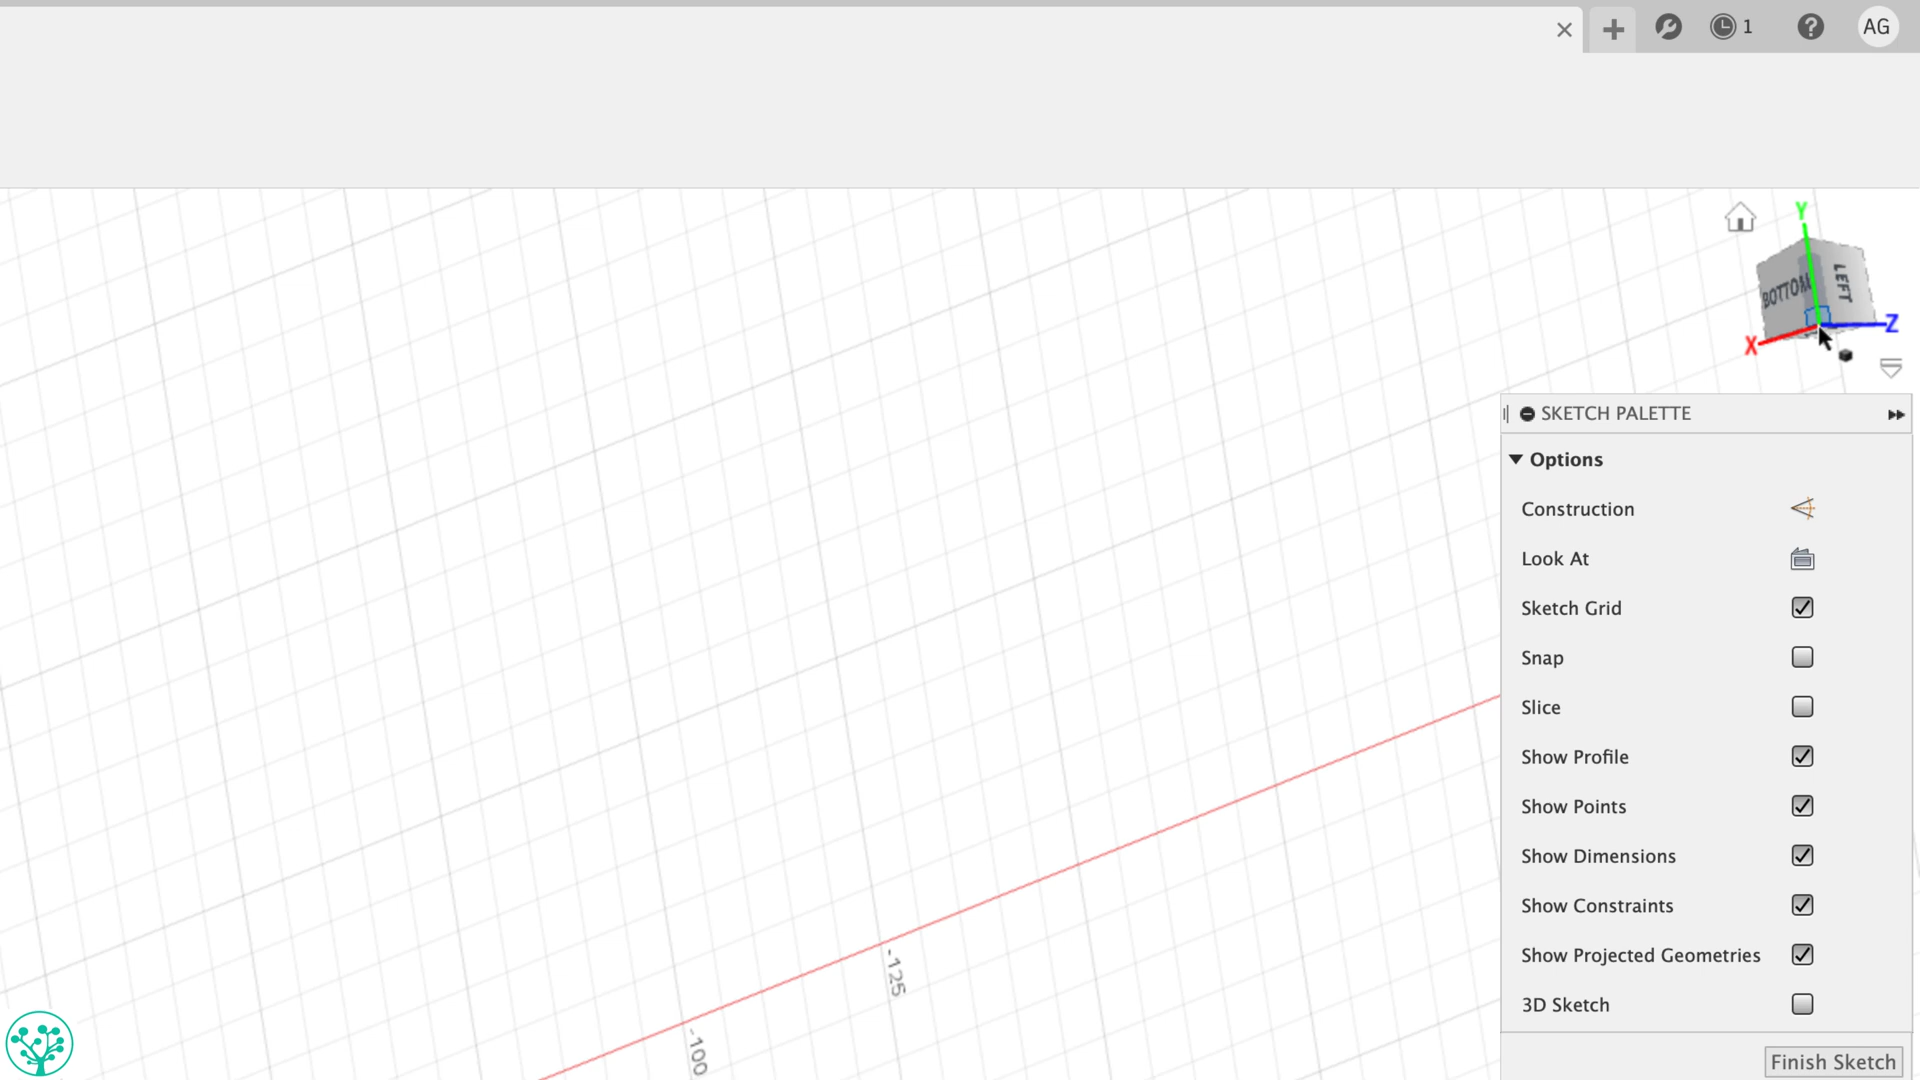 1
AG
Y
BOTTOM
LEFT
Z
X
SKETCH PALETTE
Options
Construction
Look At
Sketch Grid
Snap
Slice
Show Profile
Show Points
Show Dimensions
Show Constraints
Show Projected Geometries
3D Sketch
Finish Sketch
-125
-100